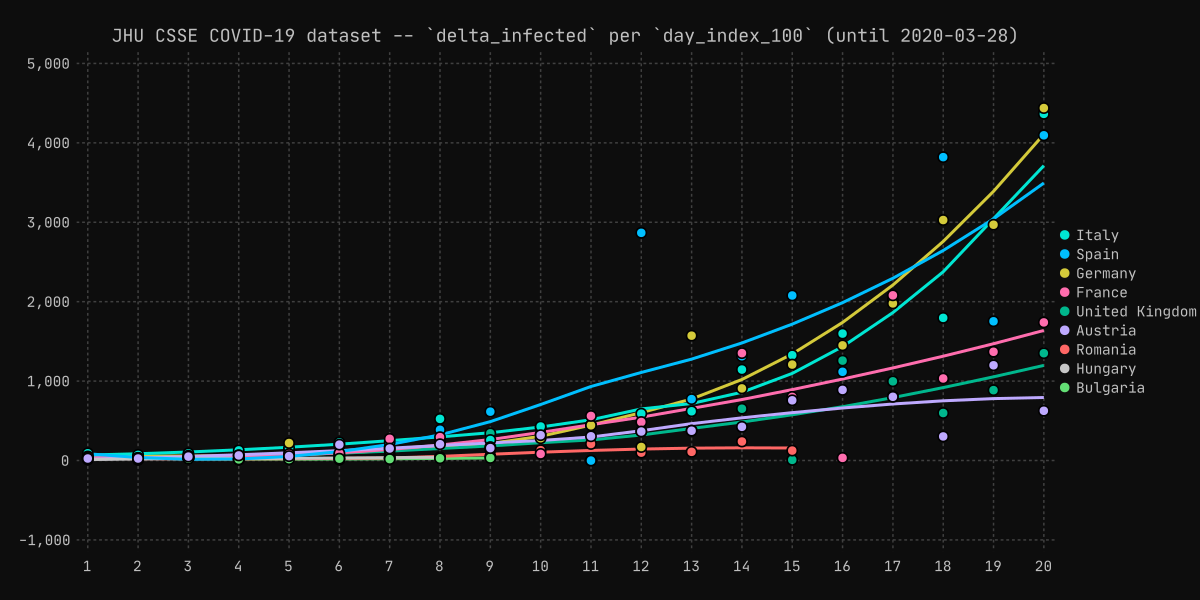 JHU CSSE COVID-19 dataset -- `delta_infected` per `day_index_100` (until 2020-03-28)
5,000
4,000
3,000
2,000
1,000
0
-1,000
1 2 3 4 5 6 7 8 9 10 11 12 13 14 15 16 17 18 19 20
Italy
Spain
Germany
France
United Kingdom
Austria
Romania
Hungary
Bulgaria